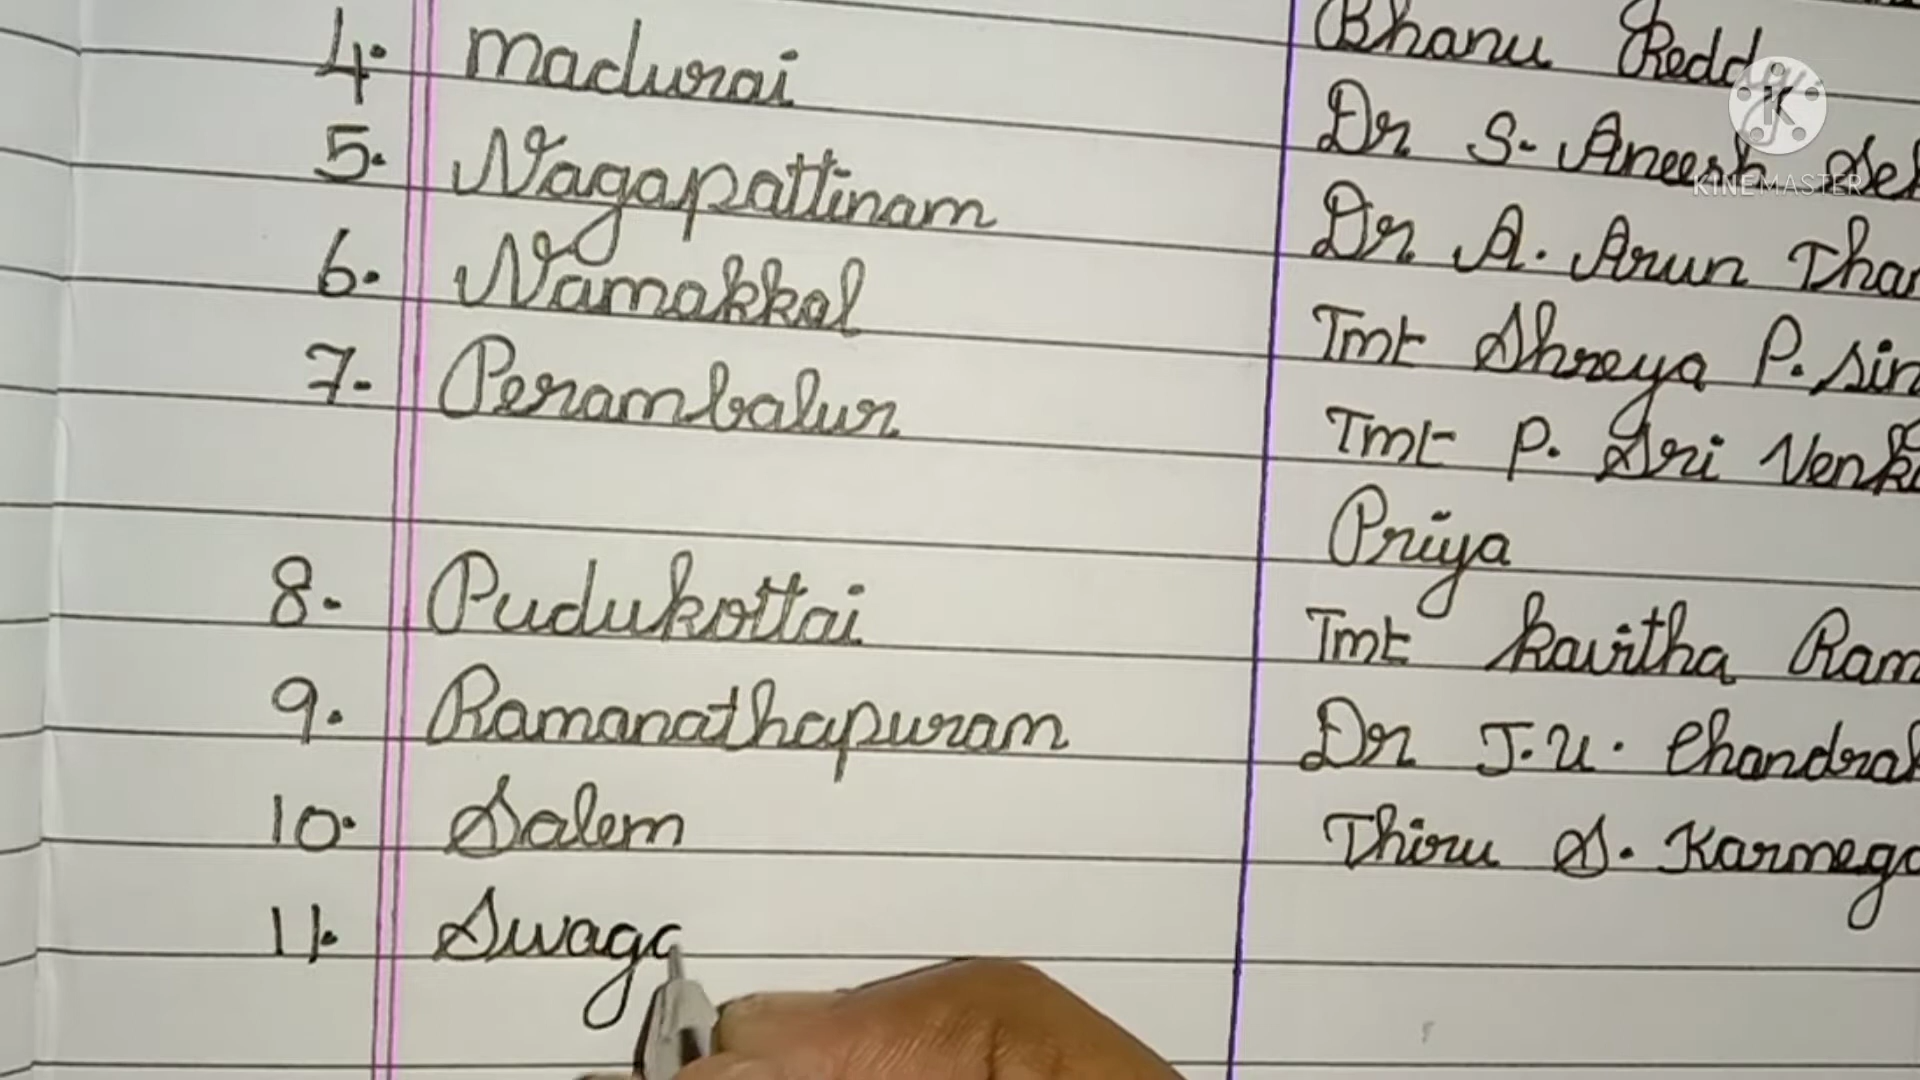 Bhanu Redd
4. Madurai
Dr S. Aneesh
5. Nagapattinam
Dr A. Arun
6. Namakkal
Tmt Shreya P.
7. Perambalur
Tmt P. Sri
Priya
8. Pudukottai
Tmt Kavitha Ram
9. Ramanathapuram
Dr J.U.
10. Salem
Thiru S.
11. Swaga
K
KINEMASTER